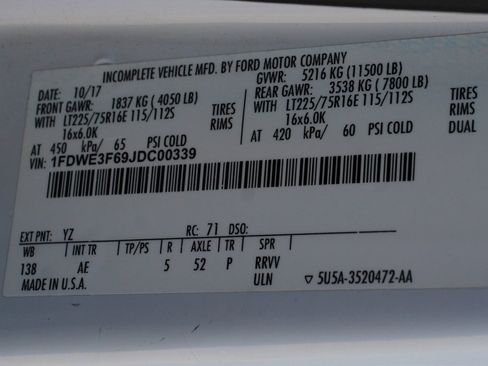 INCOMPLETE VEHICLE MFD. BY FORD MOTOR COMPANY
DATE: 10/17 GVWR: 5216 KG (11500 LB)
FRONT GAWR: 1837 KG (4050 LB) REAR GAWR: 3538 KG (7800 LB)
WITH LT225/75R16E 115/112S TIRES WITH LT225/75R16E 115/112S TIRES
16x6.0K RIMS 16x6.0K RIMS
AT 450 kPa/ 65 PSI COLD AT 420 kPa/ 60 PSI COLD DUAL
VIN: 1FDWE3F69JDC00339
EXT PNT: YZ RC: 71 DSO:
WB INT TR TP/PS R AXLE TR SPR
138 AE 5 52 P RRVV
MADE IN U.S.A. ULN ▽ 5U5A-3520472-AA